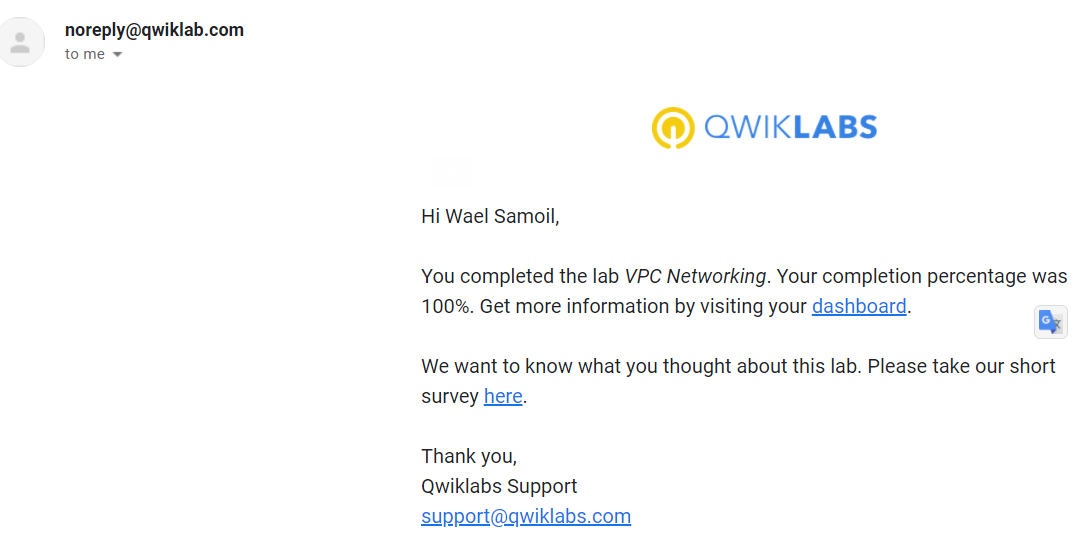 noreply@qwiklab.com
to me
QWIKLABS
Hi Wael Samoil,
You completed the lab VPC Networking. Your completion percentage was
100%. Get more information by visiting your dashboard.
We want to know what you thought about this lab. Please take our short
survey here.
Thank you,
Qwiklabs Support
support@qwiklabs.com